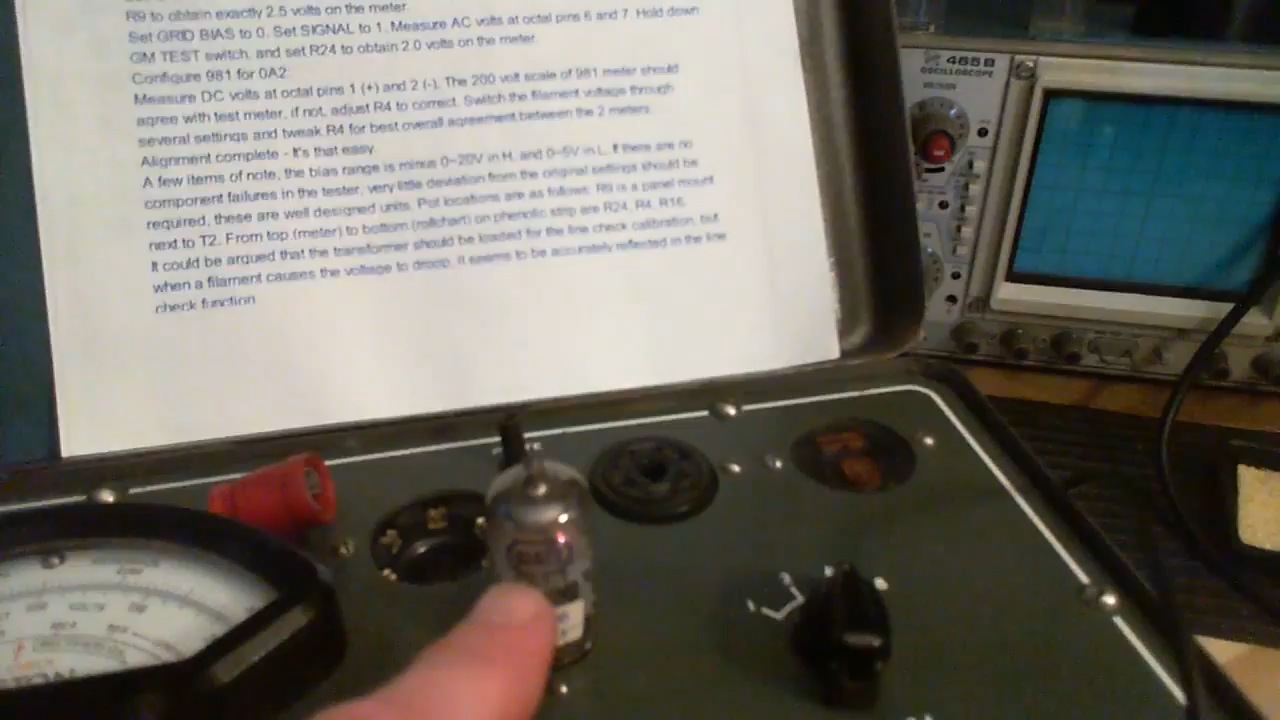 R9 to obtain exactly 2.5 volts on the meter.
Set GRID BIAS to 0, Set SIGNAL to 1. Measure AC volts at octal pins 6 and 7. Hold down
GM TEST switch, and set R24 to obtain 2.0 volts on the meter.
Configure 981 for 0A2:
Measure DC volts at octal pins 1 (+) and 2 (-). The 200 volt scale of 981 meter should
agree with test meter, if not, adjust R4 to correct. Switch the filament voltage through
several settings and tweak R4 for best overall agreement between the 2 meters.
Alignment complete - It's that easy.
A few items of note, the bias range is minus 0~20V in H, and 0~5V in L. If there are no
component failures in the tester, very little deviation from the original settings should be
required, these are well designed units. Pot locations are as follows: R9 is a panel mount
next to T2. From top (meter) to bottom (rollchart) on phenolic strip are R24, R4, R16.
It could be argued that the transformer should be loaded for the line check calibration, but
when a filament causes the voltage to droop, it seems to be accurately reflected in the line
check function
465B
OSCILLOSCOPE